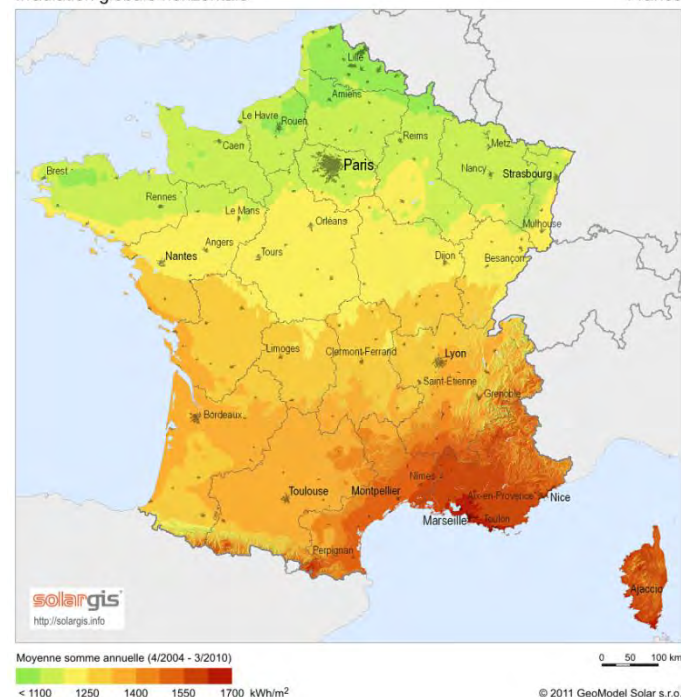 France
Lille
Amiens
Le Havre
Rouen
Reims
Caen
Metz
Paris
Nancy
Strasbourg
Brest
Rennes
Le Mans
Orléans
Mulhouse
Angers
Nantes
Tours
Dijon
Besançon
Limoges
Clermont-Ferrand
Lyon
Saint-Etienne
Grenoble
Bordeaux
Nîmes
Toulouse
Montpellier
Aix-en-Provence
Nice
Marseille
Toulon
Perpignan
Ajaccio
solargis
http://solargis.info
Moyenne somme annuelle (4/2004 - 3/2010)
0 50 100 km
< 1100 1250 1400 1550 1700 kWh/m²
© 2011 GeoModel Solar s.r.o.